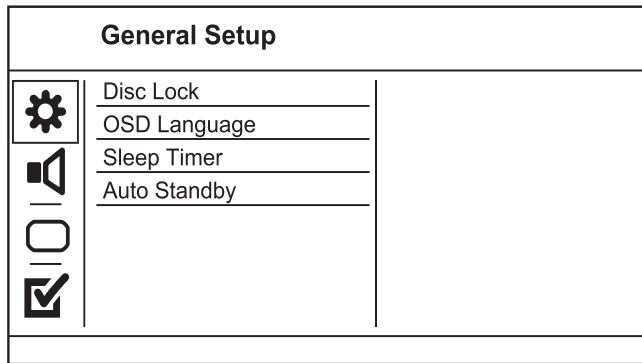 General Setup
Disc Lock
OSD Language
Sleep Timer
Auto Standby